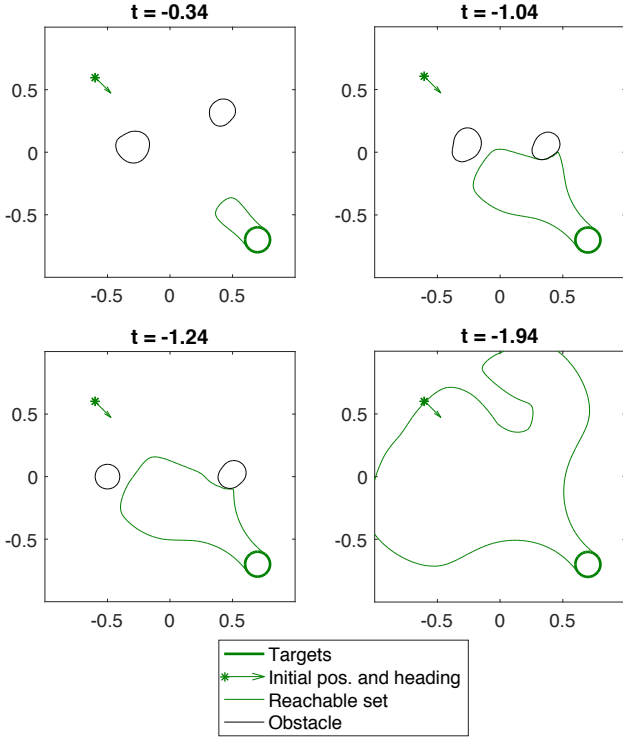 t = -0.34
t = -1.04
0.5
0
-0.5
-0.5 0 0.5
0.5
0
-0.5
-0.5 0 0.5
t = -1.24
t = -1.94
0.5
0
-0.5
-0.5 0 0.5
0.5
0
-0.5
-0.5 0 0.5
Targets
Initial pos. and heading
Reachable set
Obstacle